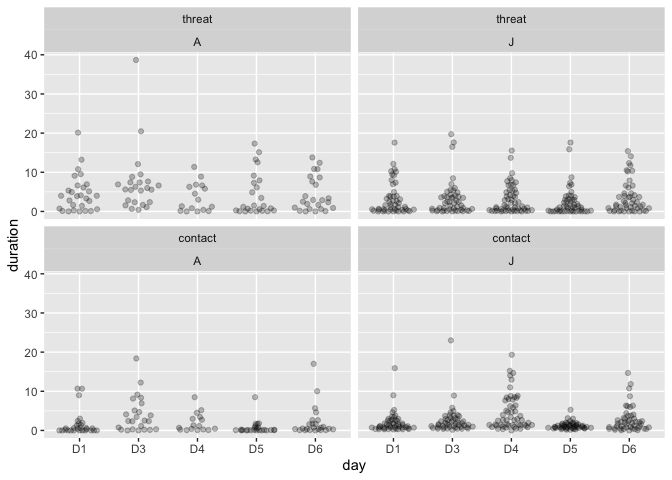 threat
threat
A
J
40
30
20
10
0
contact
contact
A
J
40
30
20
10
0
duration
D1 D3 D4 D5 D6 D1 D3 D4 D5 D6
day